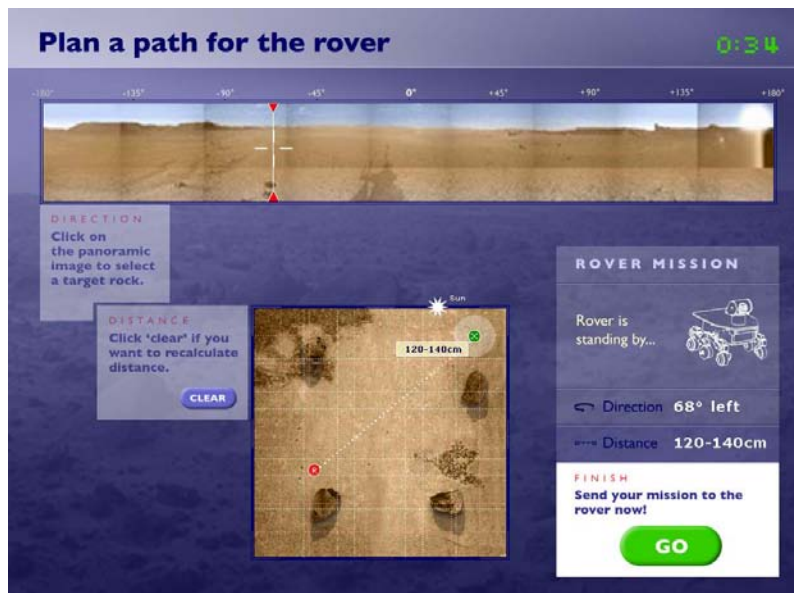 Plan a path for the rover
0:34
-180° -135° -90° -45° 0° +45° +90° +135° +180°
DIRECTION
Click on
the panoramic
image to select
a target rock.
DISTANCE
Click ‘clear’ if you
want to recalculate
distance.
CLEAR
Sun
120-140cm
X
R
ROVER MISSION
Rover is
standing by...
Direction 68° left
Distance 120-140cm
FINISH
Send your mission to the
rover now!
GO